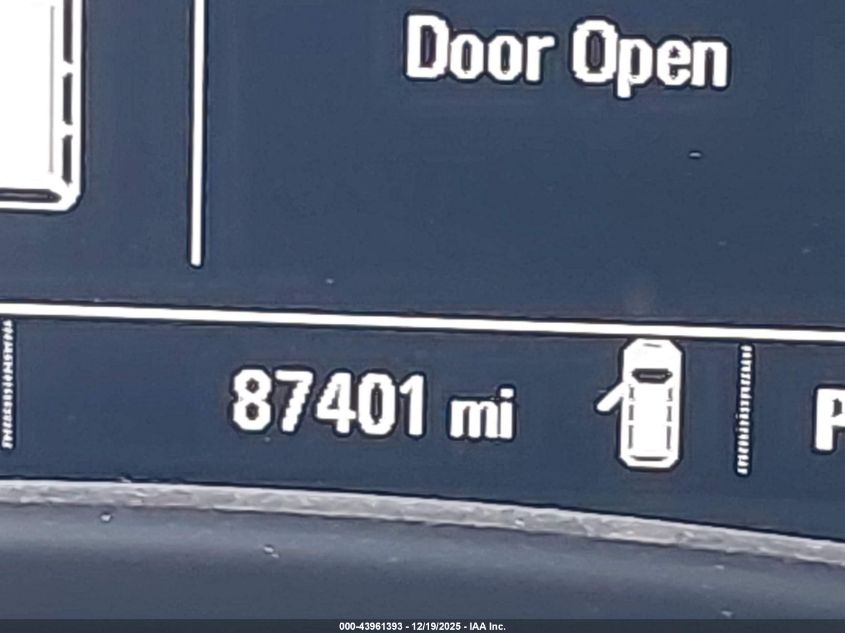 Door Open
87401 mi
P
000-43961393 - 12/19/2025 - IAA Inc.